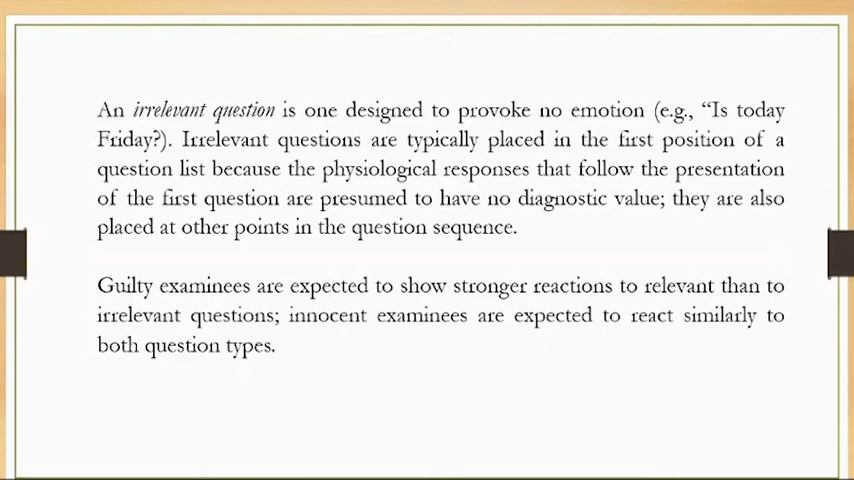 An irrelevant question is one designed to provoke no emotion (e.g., “Is today
Friday?). Irrelevant questions are typically placed in the first position of a
question list because the physiological responses that follow the presentation
of the first question are presumed to have no diagnostic value; they are also
placed at other points in the question sequence.
Guilty examinees are expected to show stronger reactions to relevant than to
irrelevant questions; innocent examinees are expected to react similarly to
both question types.